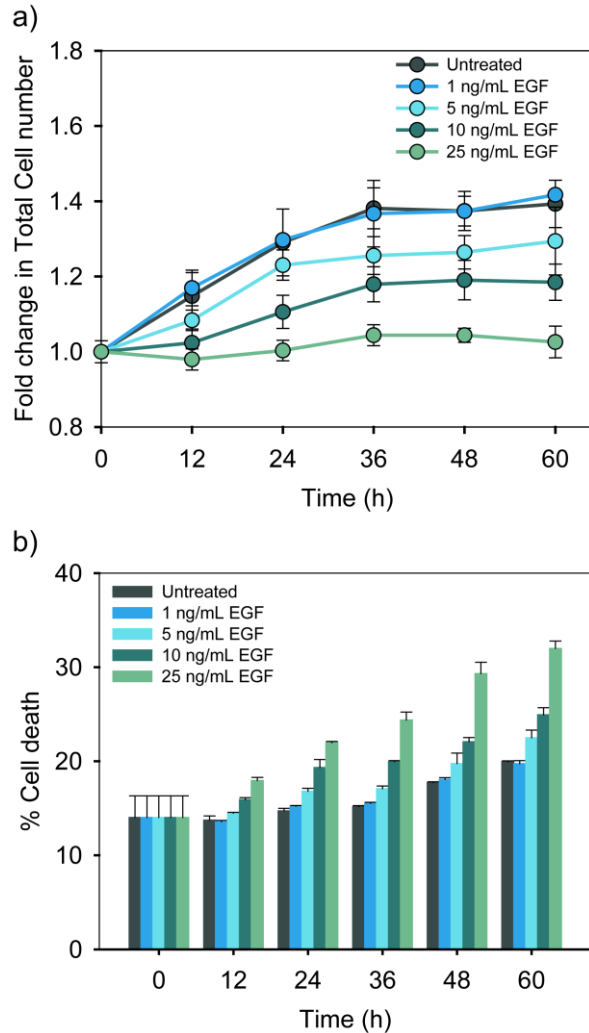 a)
Fold change in Total Cell number
1.8
1.6
1.4
1.2
1.0
0.8
Untreated
1 ng/mL EGF
5 ng/mL EGF
10 ng/mL EGF
25 ng/mL EGF
0 12 24 36 48 60
Time (h)
b)
% Cell death
40
30
20
10
0
Untreated
1 ng/mL EGF
5 ng/mL EGF
10 ng/mL EGF
25 ng/mL EGF
0 12 24 36 48 60
Time (h)